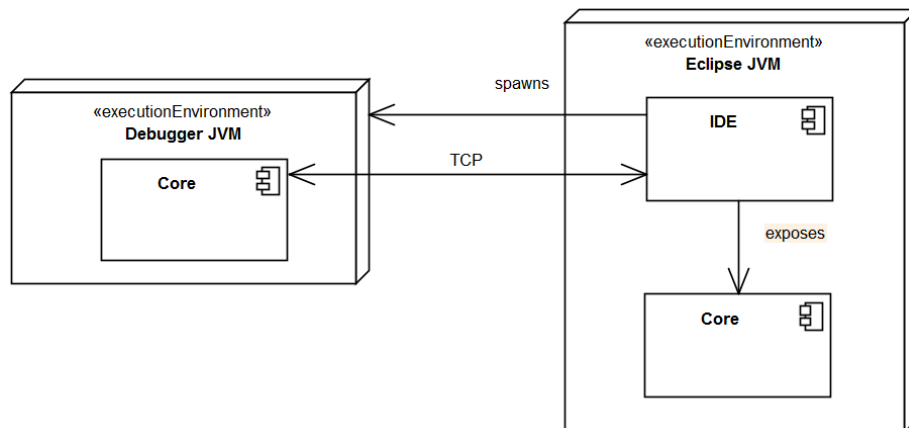 «executionEnvironment»
Debugger JVM
Core
spawns
TCP
«executionEnvironment»
Eclipse JVM
IDE
exposes
Core